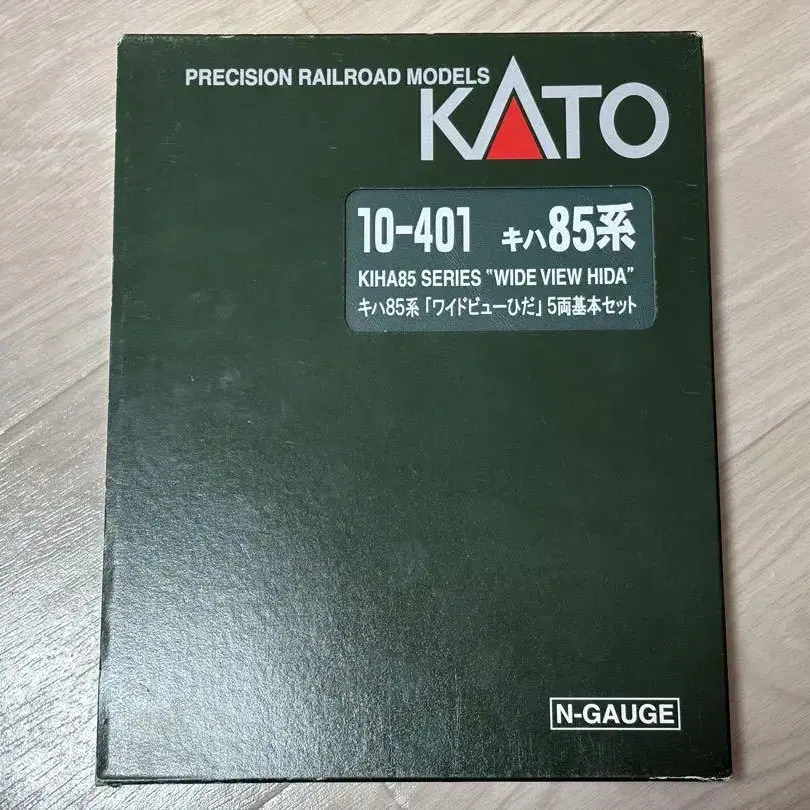 PRECISION RAILROAD MODELS
KATO
10-401 キハ85系
KIHA85 SERIES "WIDE VIEW HIDA"
キハ85系「ワイドビューひだ」5両基本セット
N-GAUGE